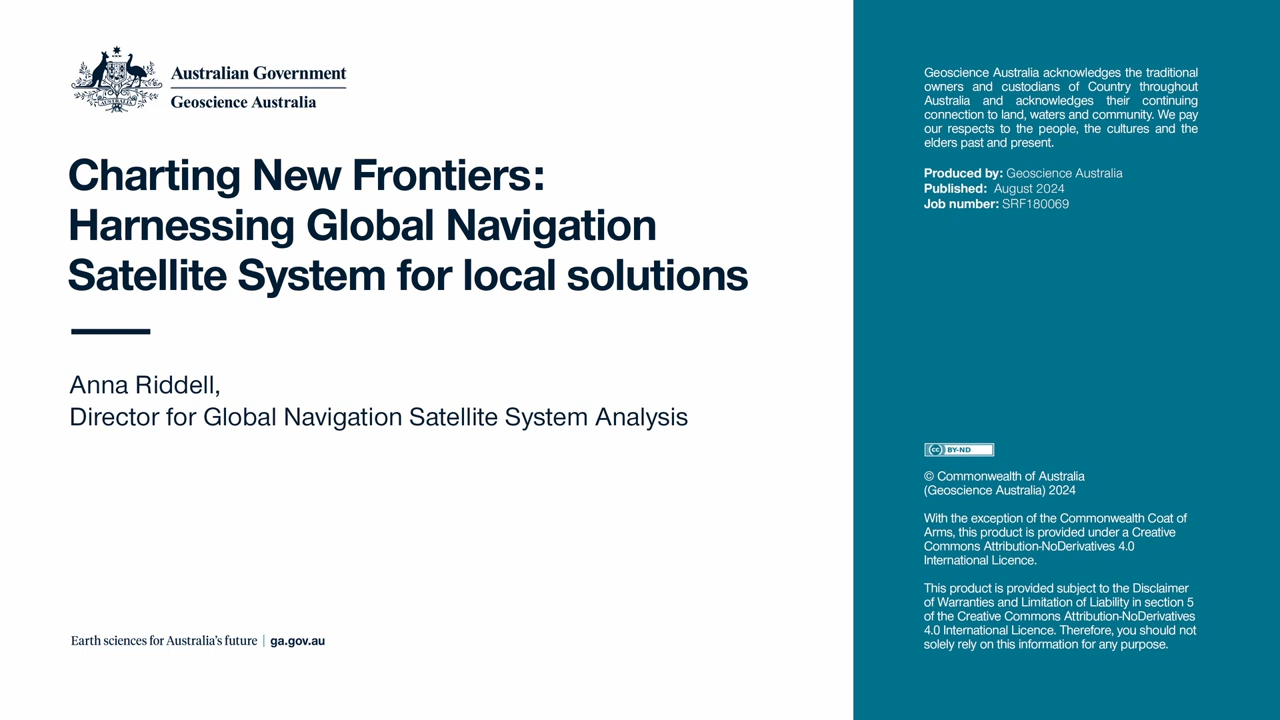 Australian Government
Geoscience Australia
Charting New Frontiers:
Harnessing Global Navigation
Satellite System for local solutions
Anna Riddell,
Director for Global Navigation Satellite System Analysis
Earth sciences for Australia's future | ga.gov.au
Geoscience Australia acknowledges the traditional
owners and custodians of Country throughout
Australia and acknowledges their continuing
connection to land, waters and community. We pay
our respects to the people, the cultures and the
elders past and present.
Produced by: Geoscience Australia
Published: August 2024
Job number: SRF180069
cc BY-ND
© Commonwealth of Australia
(Geoscience Australia) 2024
With the exception of the Commonwealth Coat of
Arms, this product is provided under a Creative
Commons Attribution-NoDerivatives 4.0
International Licence.
This product is provided subject to the Disclaimer
of Warranties and Limitation of Liability in section 5
of the Creative Commons Attribution-NoDerivatives
4.0 International Licence. Therefore, you should not
solely rely on this information for any purpose.